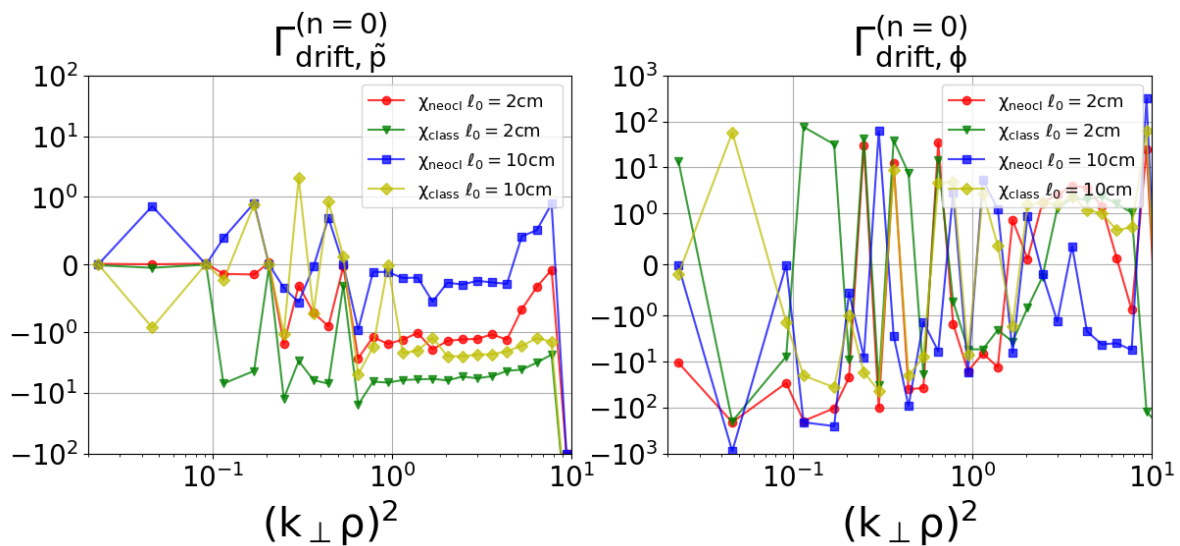 Γ(n = 0) drift, p̃
10²
10¹
10⁰
0
−10⁰
−10¹
−10²
χneocl ℓ₀ = 2cm
χclass ℓ₀ = 2cm
χneocl ℓ₀ = 10cm
χclass ℓ₀ = 10cm
10⁻¹ 10⁰ 10¹
(k⊥ρ)²
Γ(n = 0) drift, ϕ
10³
10²
10¹
10⁰
0
−10⁰
−10¹
−10²
−10³
χneocl ℓ₀ = 2cm
χclass ℓ₀ = 2cm
χneocl ℓ₀ = 10cm
χclass ℓ₀ = 10cm
10⁻¹ 10⁰ 10¹
(k⊥ρ)²